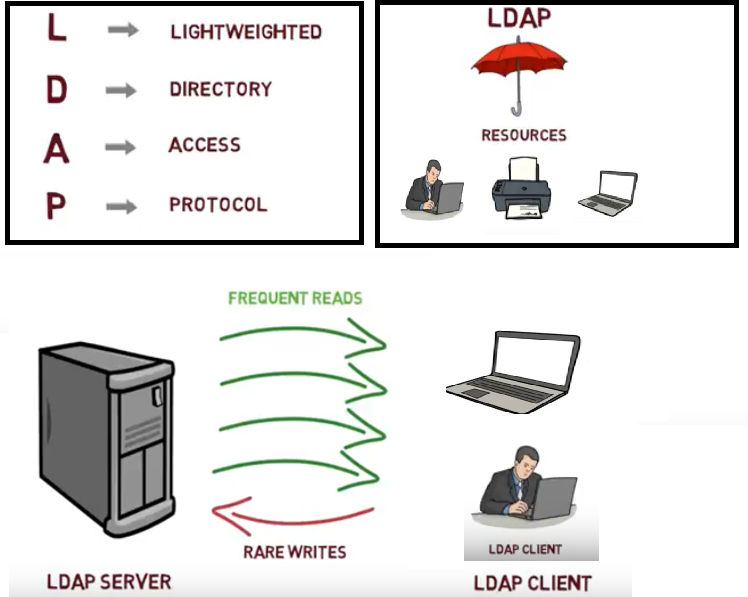 L → LIGHTWEIGHTED
D → DIRECTORY
A → ACCESS
P → PROTOCOL
LDAP
RESOURCES
FREQUENT READS
RARE WRITES
LDAP SERVER
LDAP CLIENT
LDAP CLIENT